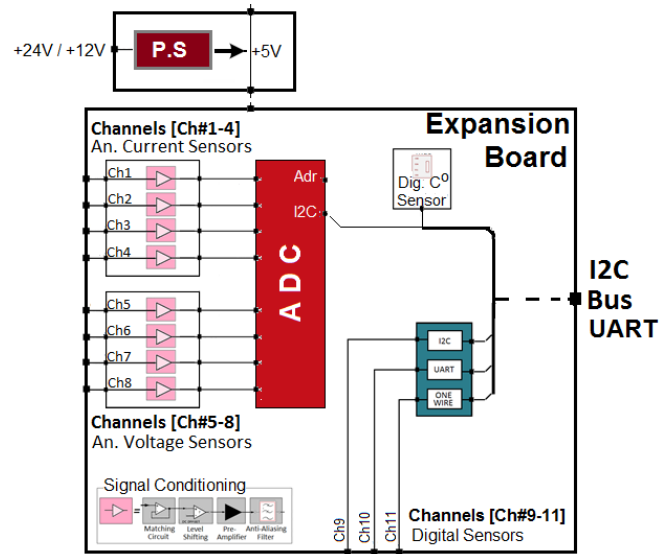 +24V / +12V
P.S
+5V
Channels [Ch#1-4]
An. Current Sensors
Expansion
Board
Ch1
Ch2
Ch3
Ch4
ADC
Adr
I2C
Dig. Cº
Sensor
I2C
Bus
UART
Ch5
Ch6
Ch7
Ch8
I2C
UART
ONE
WIRE
Channels [Ch#5-8]
An. Voltage Sensors
Signal Conditioning
=
Matching
Circuit
Level
Shifting
Pre-
Amplifier
Anti-Aliasing
Filter
Ch9
Ch10
Ch11
Channels [Ch#9-11]
Digital Sensors